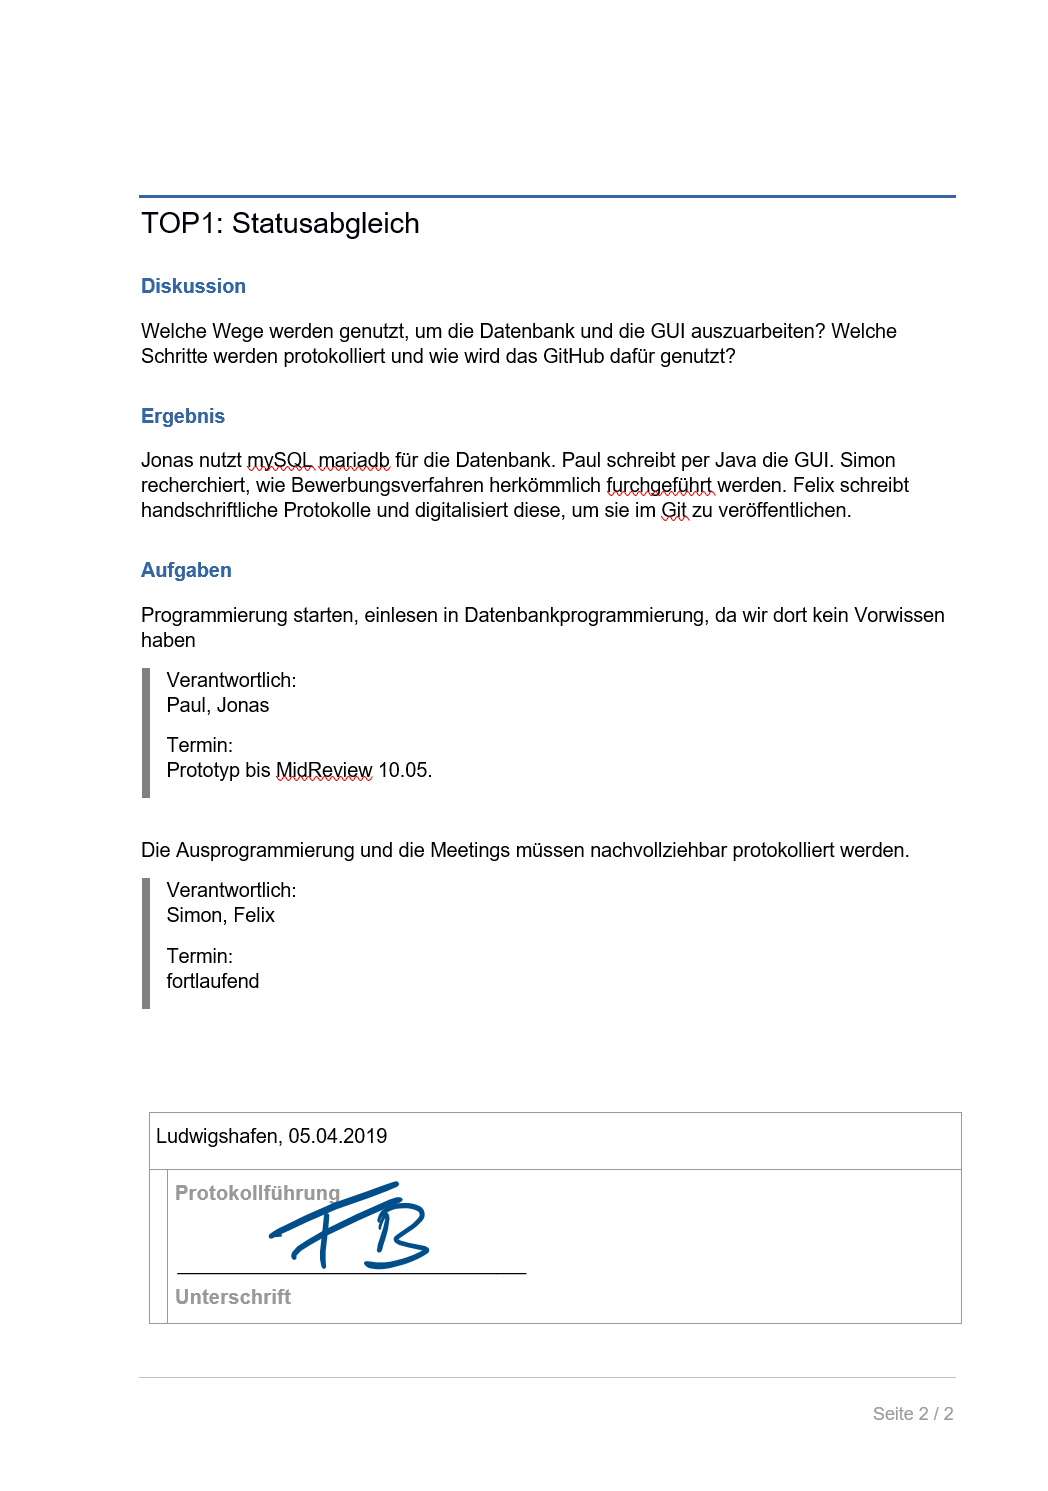 TOP1: Statusabgleich
Diskussion
Welche Wege werden genutzt, um die Datenbank und die GUI auszuarbeiten? Welche
Schritte werden protokolliert und wie wird das GitHub dafür genutzt?
Ergebnis
Jonas nutzt mySQL mariadb für die Datenbank. Paul schreibt per Java die GUI. Simon
recherchiert, wie Bewerbungsverfahren herkömmlich furchgeführt werden. Felix schreibt
handschriftliche Protokolle und digitalisiert diese, um sie im Git zu veröffentlichen.
Aufgaben
Programmierung starten, einlesen in Datenbankprogrammierung, da wir dort kein Vorwissen
haben
Verantwortlich:
Paul, Jonas
Termin:
Prototyp bis MidReview 10.05.
Die Ausprogrammierung und die Meetings müssen nachvollziehbar protokolliert werden.
Verantwortlich:
Simon, Felix
Termin:
fortlaufend
Ludwigshafen, 05.04.2019
Protokollführung
FB
Unterschrift
Seite 2 / 2